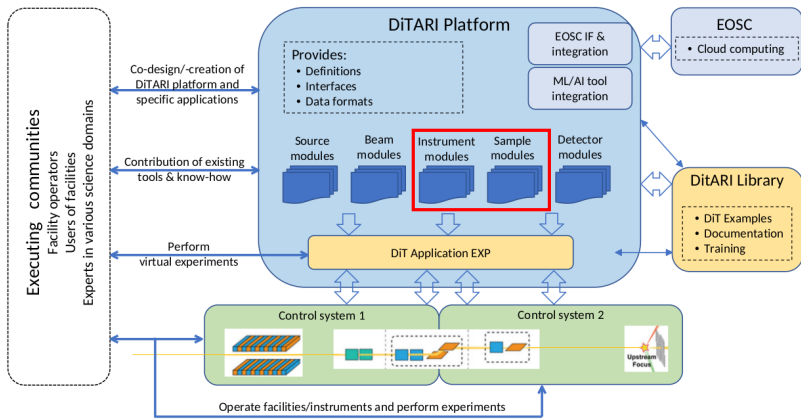 DiTARI Platform
EOSC
Cloud computing
EOSC IF &
integration
ML/AI tool
integration
Provides:
Definitions
Interfaces
Data formats
Co-design/-creation of
DiTARI platform and
specific applications
Contribution of existing
tools & know-how
Perform
virtual experiments
Executing communities
Facility operators
Users of facilities
Experts in various science domains
Source
modules
Beam
modules
Instrument
modules
Sample
modules
Detector
modules
DitARI Library
DiT Examples
Documentation
Training
DiT Application EXP
Control system 1
Control system 2
Upstream
Focus
Operate facilities/instruments and perform experiments